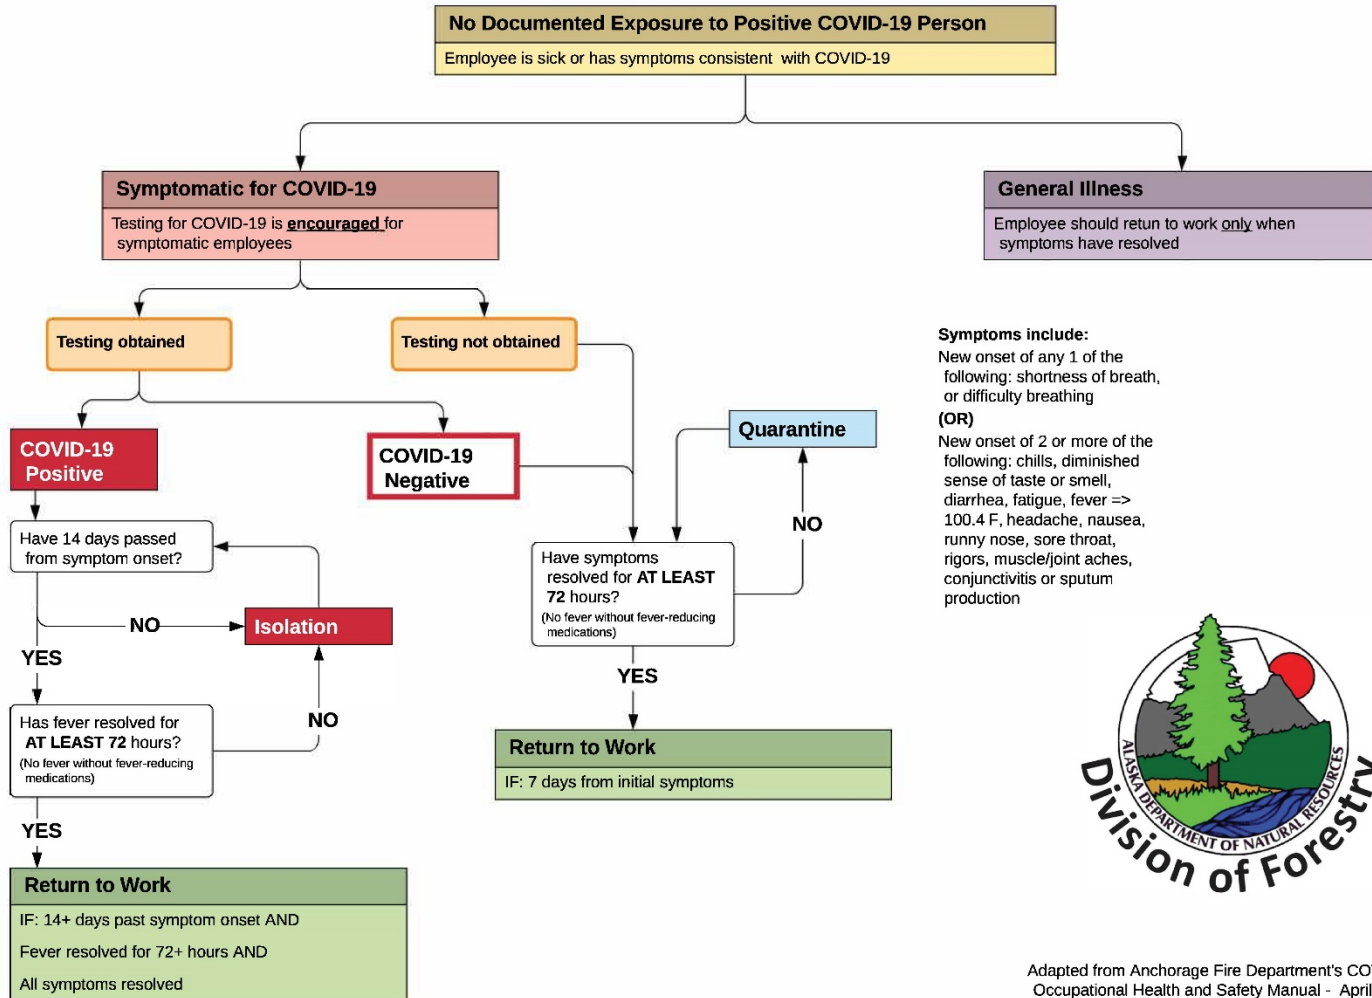 No Documented Exposure to Positive COVID-19 Person
Employee is sick or has symptoms consistent with COVID-19
Symptomatic for COVID-19
Testing for COVID-19 is encouraged for
symptomatic employees
General Illness
Employee should retun to work only when
symptoms have resolved
Testing obtained
Testing not obtained
COVID-19
Positive
COVID-19
Negative
Quarantine
NO
Have 14 days passed
from symptom onset?
NO
Isolation
YES
Has fever resolved for
AT LEAST 72 hours?
(No fever without fever-reducing
medications)
NO
YES
Return to Work
IF: 14+ days past symptom onset AND
Fever resolved for 72+ hours AND
All symptoms resolved
Have symptoms
resolved for AT LEAST
72 hours?
(No fever without fever-reducing
medications)
YES
Return to Work
IF: 7 days from initial symptoms
Symptoms include:
New onset of any 1 of the
following: shortness of breath,
or difficulty breathing
(OR)
New onset of 2 or more of the
following: chills, diminished
sense of taste or smell,
diarrhea, fatigue, fever =>
100.4 F, headache, nausea,
runny nose, sore throat,
rigors, muscle/joint aches,
conjunctivitis or sputum
production
ALASKA DEPARTMENT OF NATURAL RESOURCES
Division of Forestry
Adapted from Anchorage Fire Department's
Occupational Health and Safety Manual - April